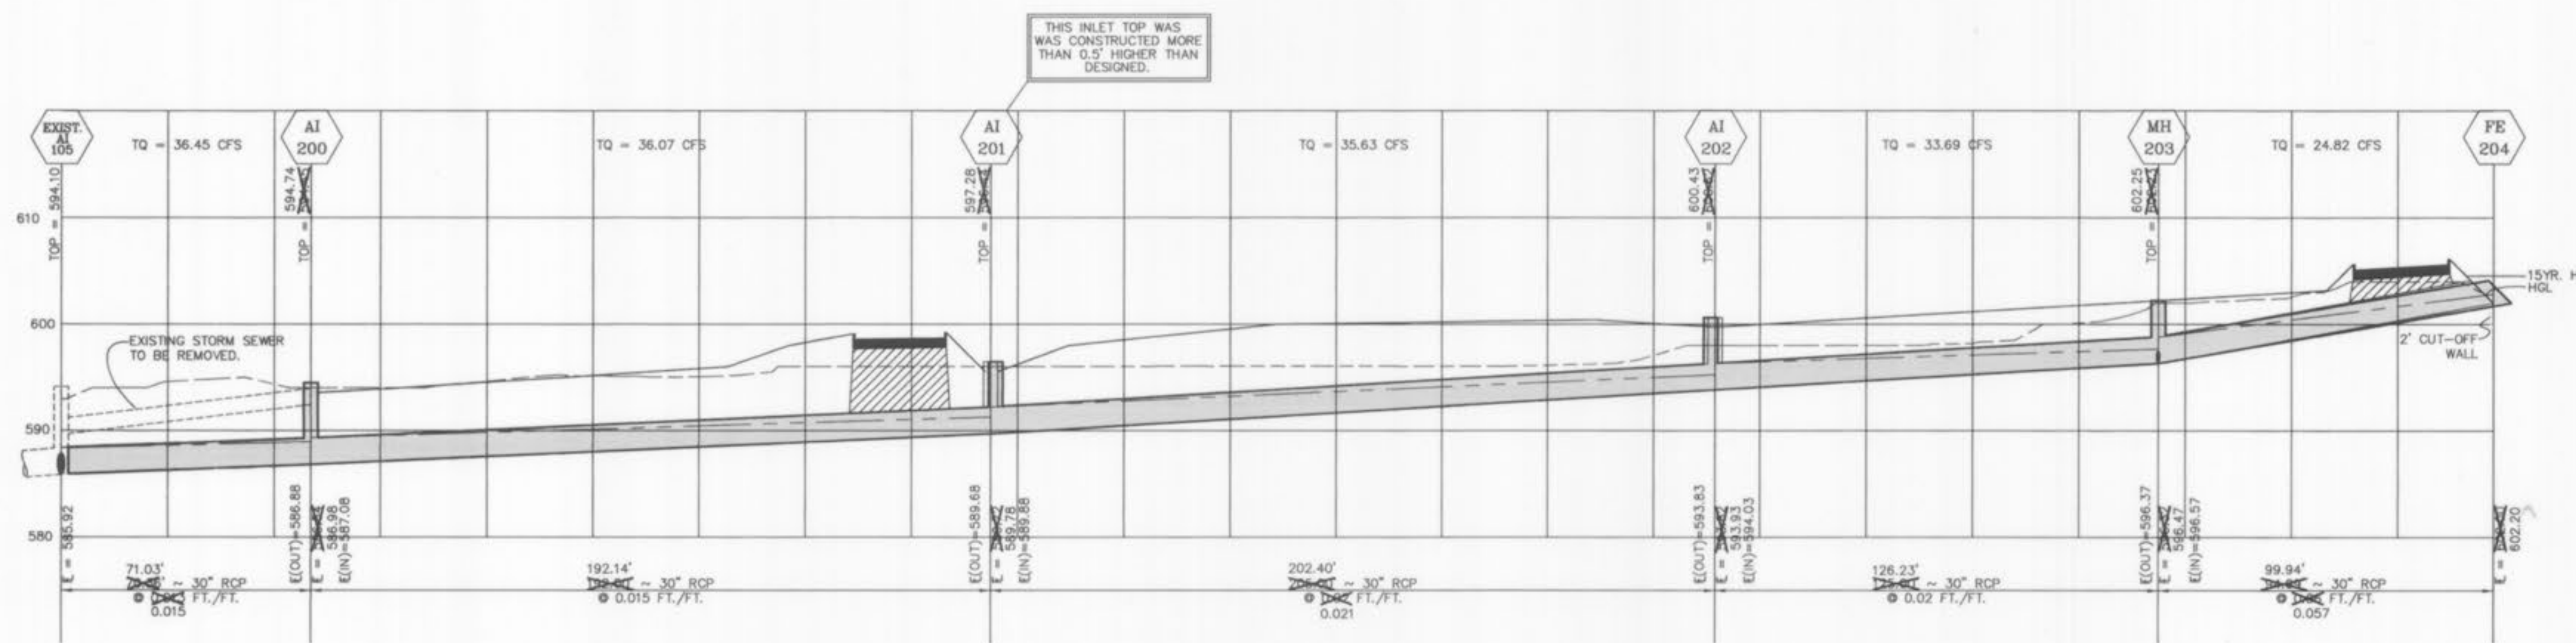 THIS INLET TOP WAS
WAS CONSTRUCTED MORE
THAN 0.5' HIGHER THAN
DESIGNED.
EXIST.
AI
105
TQ = 36.45 CFS
AI
200
TQ = 36.07 CFS
AI
201
TQ = 35.63 CFS
AI
202
TQ = 33.69 CFS
MH
203
TQ = 24.82 CFS
FE
204
TOP = 594.10
594.74
TOP =
597.28
TOP =
600.43
TOP =
602.25
TOP =
610
600
590
580
EXISTING STORM SEWER
TO BE REMOVED.
15YR. H
HGL
2' CUT-OFF
WALL
E = 585.92
E(OUT)=586.88
E =
586.98
E(IN)=587.08
E(OUT)=589.68
E =
589.78
E(IN)=589.88
E(OUT)=593.83
E =
593.93
E(IN)=594.03
E(OUT)=596.37
E =
596.47
E(IN)=596.57
E =
602.20
71.03'
~ 30" RCP
@ FT./FT.
0.015
192.14'
~ 30" RCP
@ 0.015 FT./FT.
202.40'
~ 30" RCP
@ FT./FT.
0.021
126.23'
~ 30" RCP
@ 0.02 FT./FT.
99.94'
~ 30" RCP
@ FT./FT.
0.057